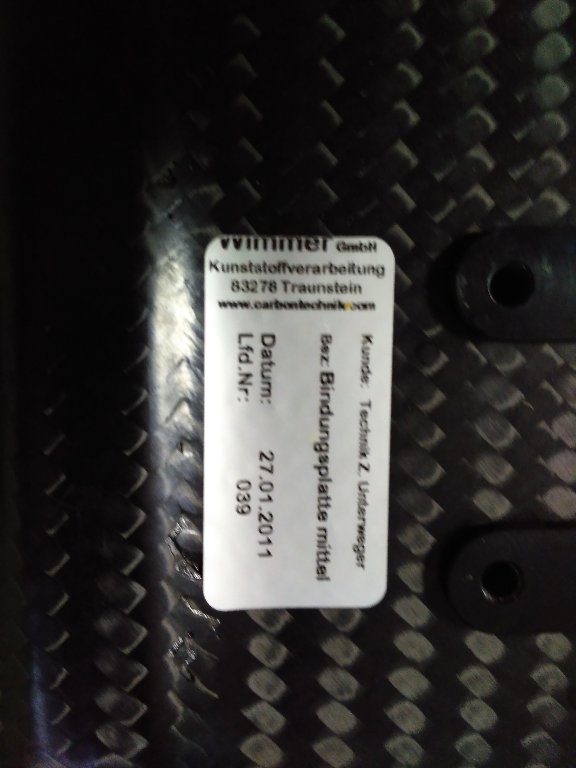 Wimmer GmbH
Kunststoffverarbeitung
83278 Traunstein
www.carbontechnik.com
Kunde: Technik Z. Unterweger
Bez: Bindungsplatte mittel
Datum: 27.01.2011
Lfd.Nr: 039